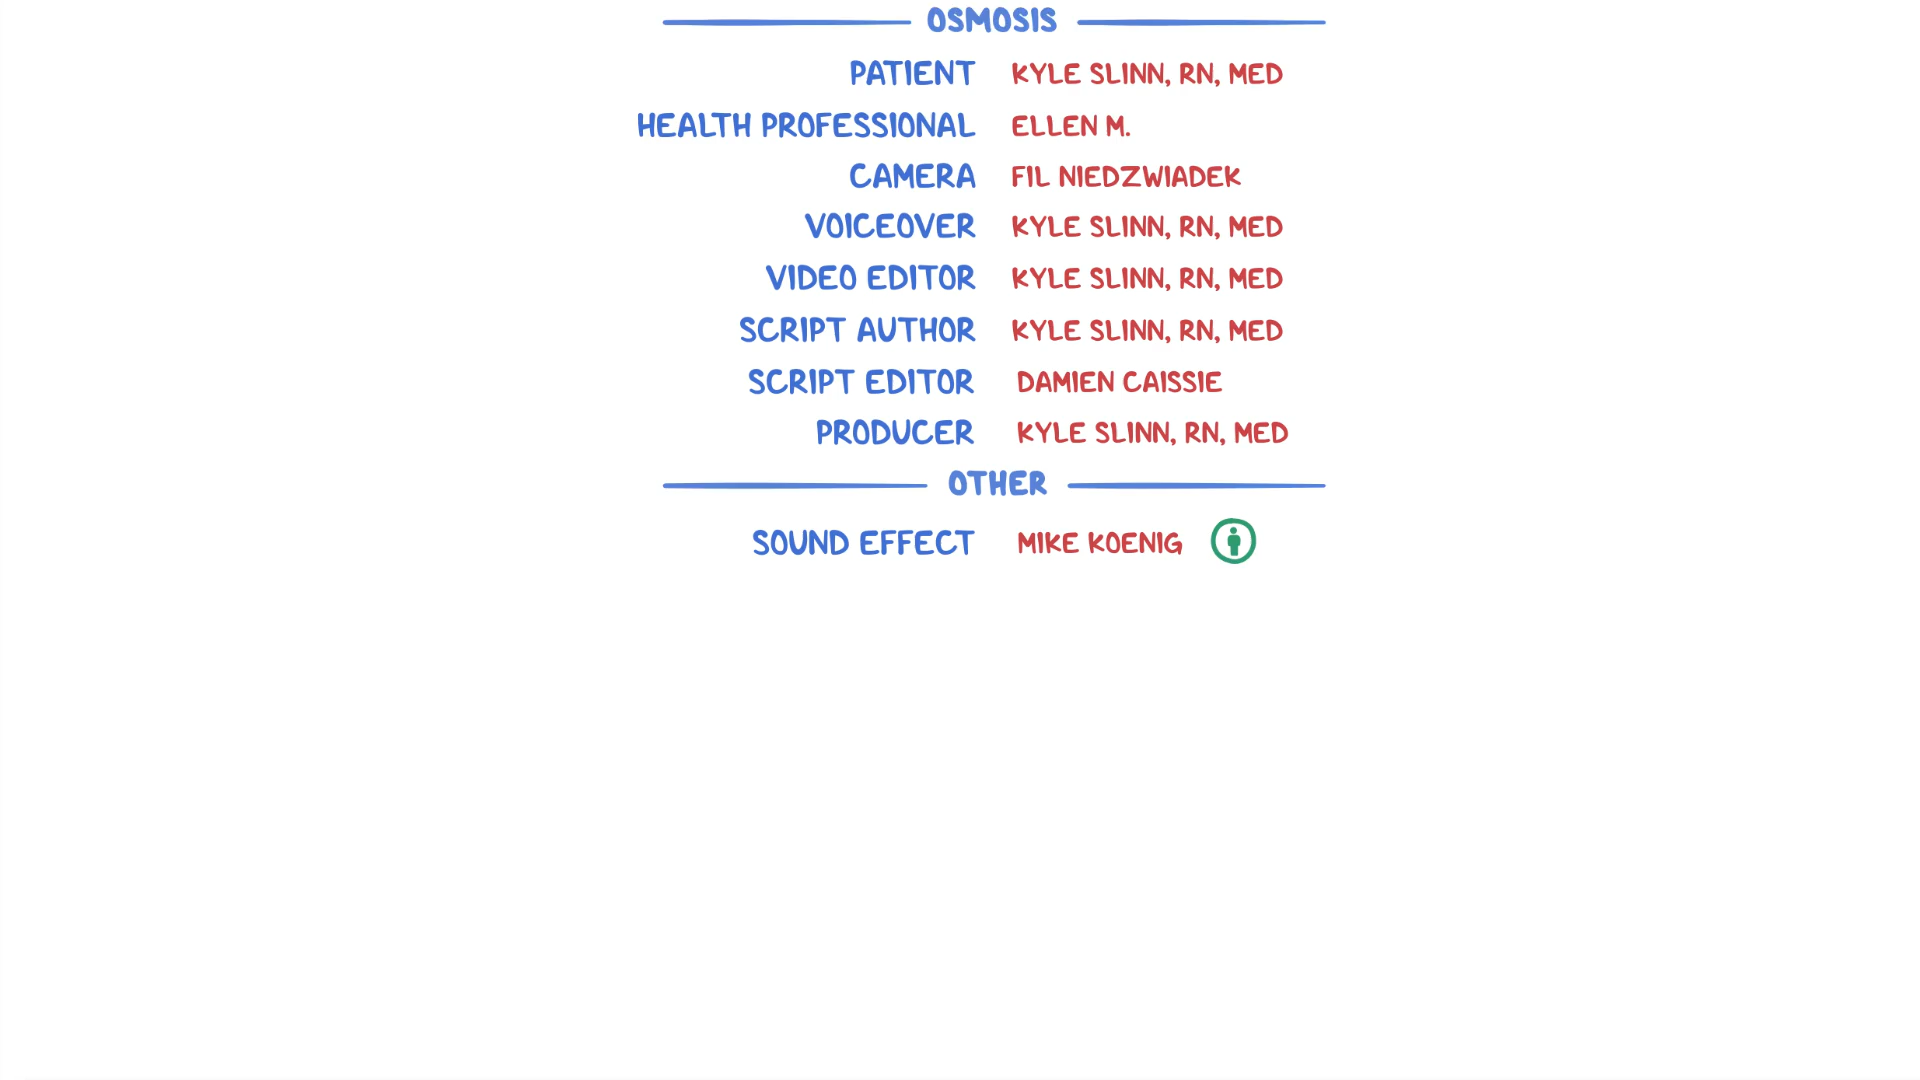 OSMOSIS
PATIENT KYLE SLINN, RN, MED
HEALTH PROFESSIONAL ELLEN M.
CAMERA FIL NIEDZWIADEK
VOICEOVER KYLE SLINN, RN, MED
VIDEO EDITOR KYLE SLINN, RN, MED
SCRIPT AUTHOR KYLE SLINN, RN, MED
SCRIPT EDITOR DAMIEN CAISSIE
PRODUCER KYLE SLINN, RN, MED
OTHER
SOUND EFFECT MIKE KOENIG